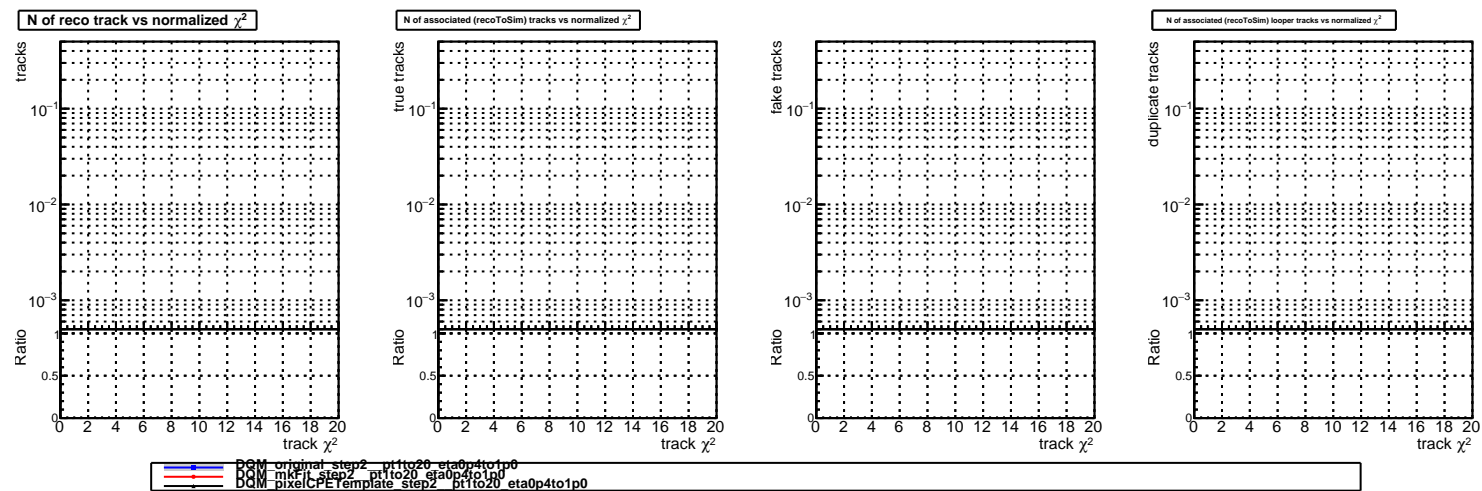 N of reco track vs normalized χ²
N of associated (recoToSim) tracks vs normalized χ²
N of associated (recoToSim) looper tracks vs normalized χ²
tracks
10⁻¹
10⁻²
10⁻³
Ratio
1
0.5
0
0 2 4 6 8 10 12 14 16 18 20
track χ²
true tracks
10⁻¹
10⁻²
10⁻³
Ratio
1
0.5
0
0 2 4 6 8 10 12 14 16 18 20
track χ²
fake tracks
10⁻¹
10⁻²
10⁻³
Ratio
1
0.5
0
0 2 4 6 8 10 12 14 16 18 20
track χ²
duplicate tracks
10⁻¹
10⁻²
10⁻³
Ratio
1
0.5
0
0 2 4 6 8 10 12 14 16 18 20
track χ²
DQM_original_step2__pt1to20_eta0p4to1p0
DQM_mkFit_step2__pt1to20_eta0p4to1p0
DQM_pixelCPETemplate_step2__pt1to20_eta0p4to1p0